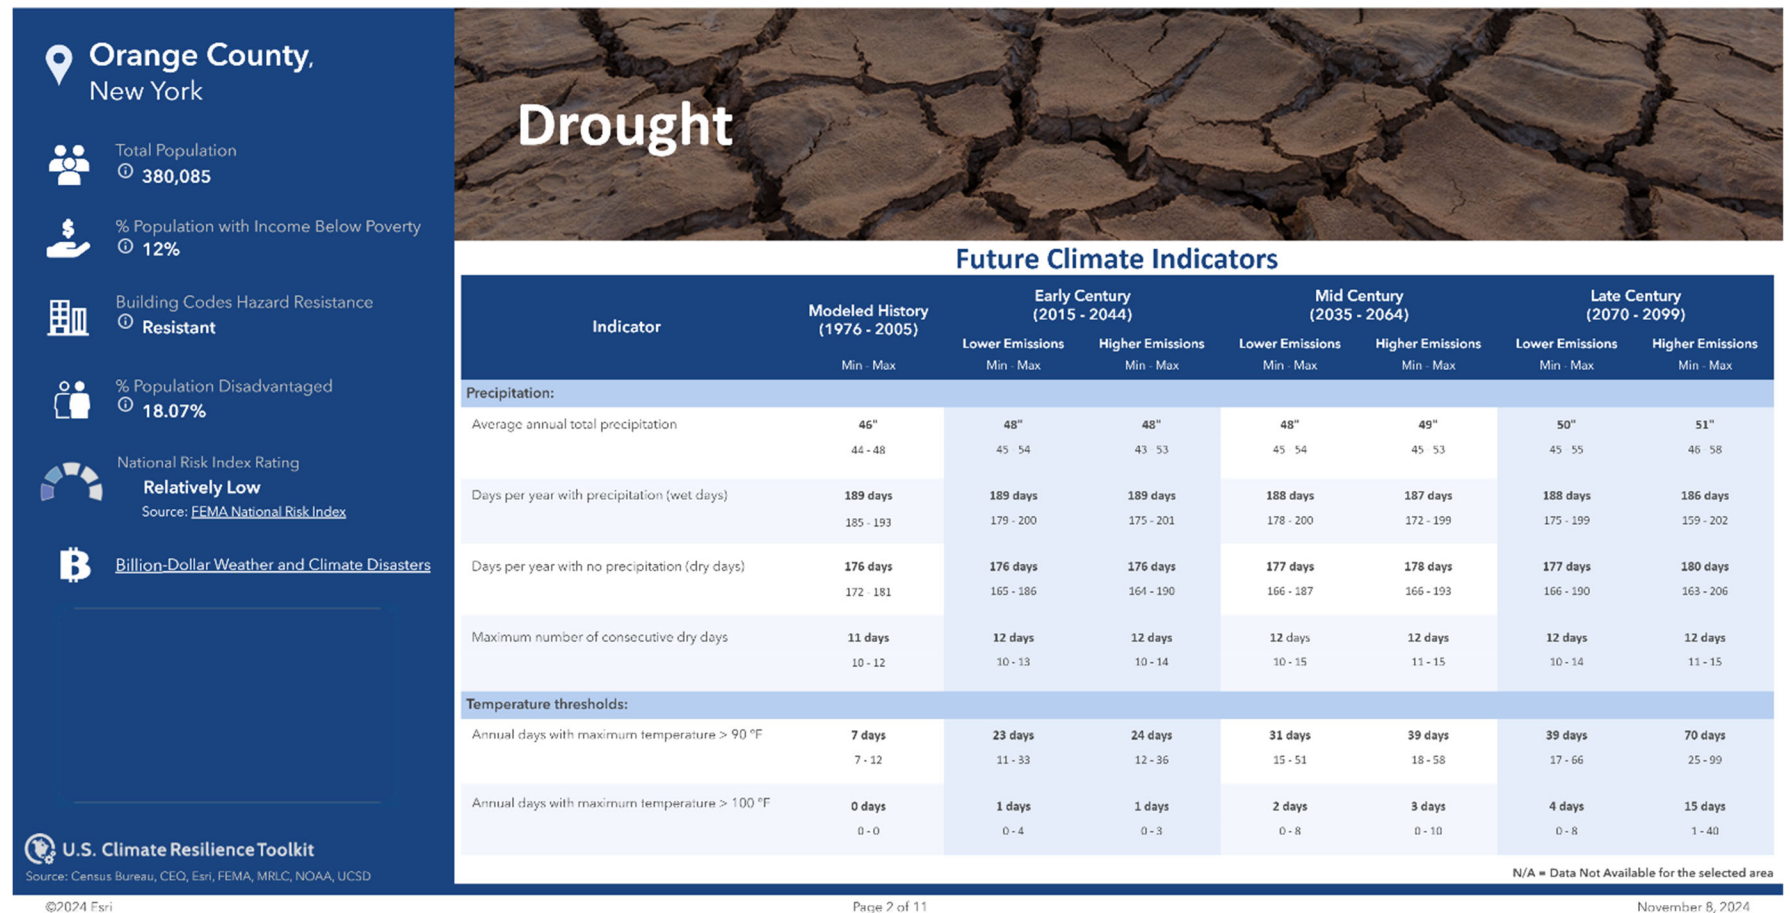 Orange County,
New York
Total Population
380,085
% Population with Income Below Poverty
12%
Building Codes Hazard Resistance
Resistant
% Population Disadvantaged
18.07%
National Risk Index Rating
Relatively Low
Source: FEMA National Risk Index
Billion-Dollar Weather and Climate Disasters
U.S. Climate Resilience Toolkit
Source: Census Bureau, CEQ, Esri, FEMA, MRLC, NOAA, UCSD
Drought
Future Climate Indicators
Indicator
Modeled History
(1976 - 2005)
Early Century
(2015 - 2044)
Mid Century
(2035 - 2064)
Late Century
(2070 - 2099)
Lower Emissions Higher Emissions Lower Emissions Higher Emissions Lower Emissions Higher Emissions
Min - Max Min - Max Min - Max Min - Max Min - Max Min - Max Min - Max
Precipitation:
Average annual total precipitation 46" 48" 48" 48" 49" 50" 51"
44 - 48 45 - 54 43 - 53 45 - 54 45 - 53 45 - 55 46 - 58
Days per year with precipitation (wet days) 189 days 189 days 189 days 188 days 187 days 188 days 186 days
185 - 193 179 - 200 175 - 201 178 - 200 172 - 199 175 - 199 159 - 202
Days per year with no precipitation (dry days) 176 days 176 days 176 days 177 days 178 days 177 days 180 days
172 - 181 165 - 186 164 - 190 166 - 187 166 - 193 166 - 190 163 - 206
Maximum number of consecutive dry days 11 days 12 days 12 days 12 days 12 days 12 days 12 days
10 - 12 10 - 13 10 - 14 10 - 15 11 - 15 10 - 14 11 - 15
Temperature thresholds:
Annual days with maximum temperature > 90 °F 7 days 23 days 24 days 31 days 39 days 39 days 70 days
7 - 12 11 - 33 12 - 36 15 - 51 18 - 58 17 - 66 25 - 99
Annual days with maximum temperature > 100 °F 0 days 1 days 1 days 2 days 3 days 4 days 15 days
0 - 0 0 - 4 0 - 3 0 - 8 0 - 10 0 - 8 1 - 40
N/A = Data Not Available for the selected area
©2024 Esri
Page 2 of 11
November 8, 2024